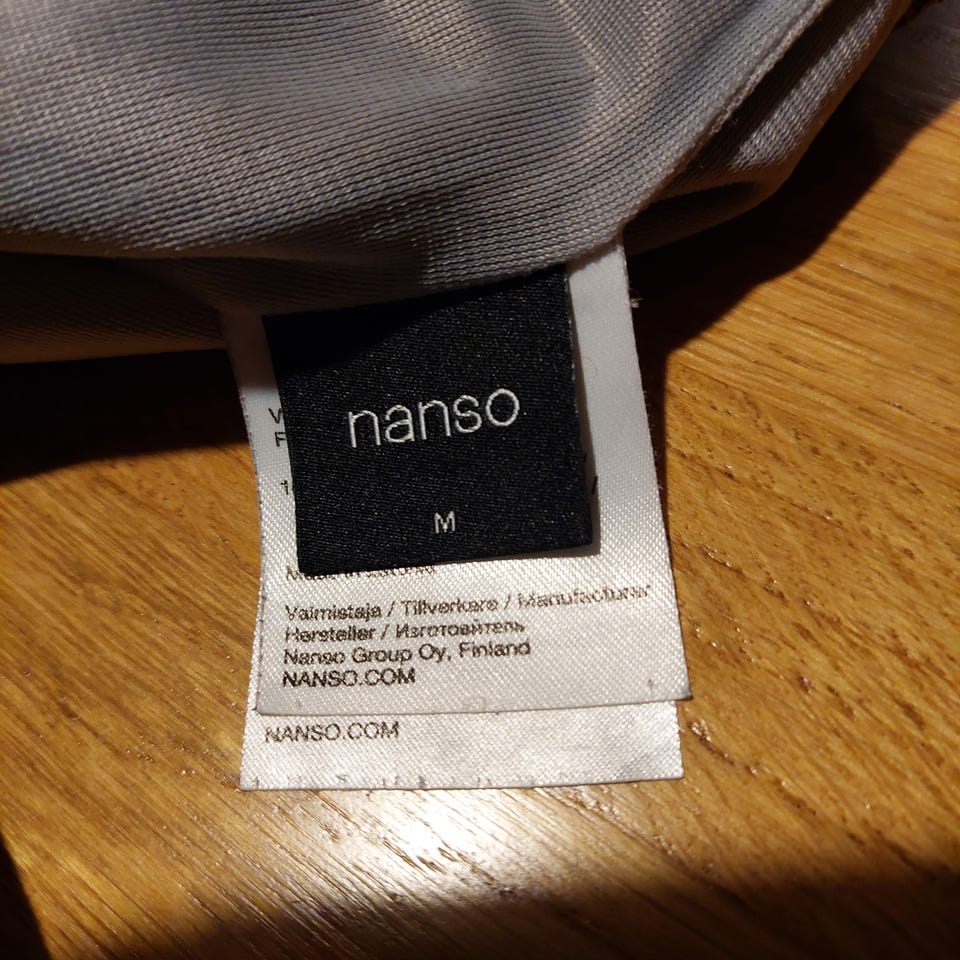 nanso
M
Valmistaja / Tillverkare / Manufacturer
Hersteller / Изготовитель
Nanso Group Oy, Finland
NANSO.COM
NANSO.COM